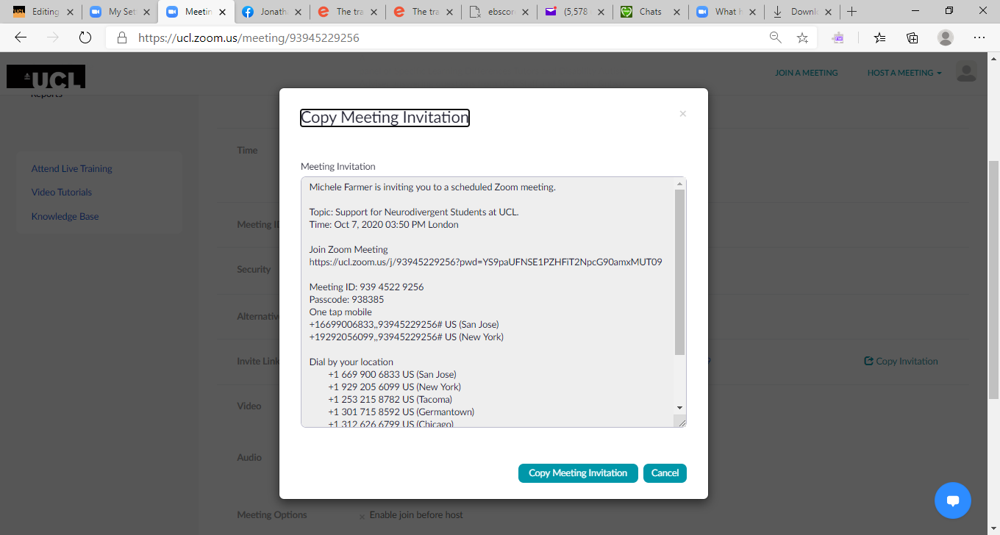 Editing
My Set
Meetin
Jonath
The tra
The tra
ebscor
(5,578
Chats
What h
Downl
https://ucl.zoom.us/meeting/93945229256
UCL
JOIN A MEETING
HOST A MEETING
Reports
Attend Live Training
Video Tutorials
Knowledge Base
Time
Meeting ID
Security
Alternative
Invite Link
Copy Invitation
Video
Audio
Meeting Options
Enable join before host
Copy Meeting Invitation
Meeting Invitation
Michele Farmer is inviting you to a scheduled Zoom meeting.
Topic: Support for Neurodivergent Students at UCL.
Time: Oct 7, 2020 03:50 PM London
Join Zoom Meeting
https://ucl.zoom.us/j/93945229256?pwd=YS9paUFNSE1PZHFiT2NpcG90amxMUT09
Meeting ID: 939 4522 9256
Passcode: 938385
One tap mobile
+16699006833,,93945229256# US (San Jose)
+19292056099,,93945229256# US (New York)
Dial by your location
+1 669 900 6833 US (San Jose)
+1 929 205 6099 US (New York)
+1 253 215 8782 US (Tacoma)
+1 301 715 8592 US (Germantown)
+1 312 626 6799 US (Chicago)
Copy Meeting Invitation
Cancel